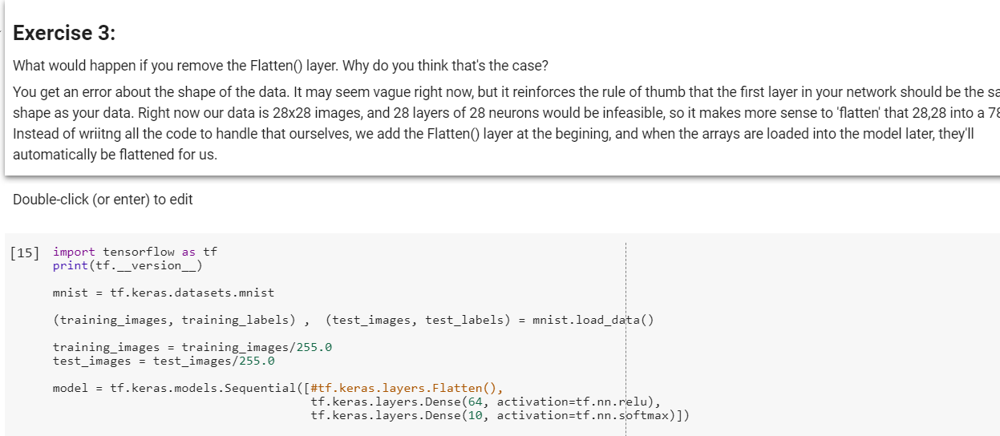 Exercise 3:
What would happen if you remove the Flatten() layer. Why do you think that's the case?
You get an error about the shape of the data. It may seem vague right now, but it reinforces the rule of thumb that the first layer in your network should be the sa
shape as your data. Right now our data is 28x28 images, and 28 layers of 28 neurons would be infeasible, so it makes more sense to 'flatten' that 28,28 into a 78
Instead of wriitng all the code to handle that ourselves, we add the Flatten() layer at the begining, and when the arrays are loaded into the model later, they'll
automatically be flattened for us.
Double-click (or enter) to edit
[15] import tensorflow as tf
print(tf.__version__)
mnist = tf.keras.datasets.mnist
(training_images, training_labels) ,  (test_images, test_labels) = mnist.load_data()
training_images = training_images/255.0
test_images = test_images/255.0
model = tf.keras.models.Sequential([#tf.keras.layers.Flatten(),
tf.keras.layers.Dense(64, activation=tf.nn.relu),
tf.keras.layers.Dense(10, activation=tf.nn.softmax)])